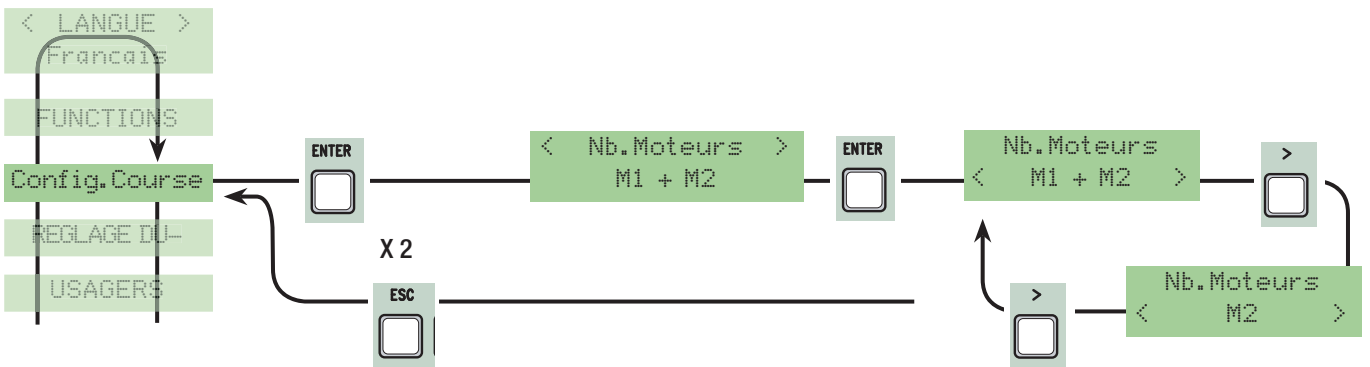 < LANGUE >
Francais
FUNCTIONS
Config.Course
REGLAGE DU-
USAGERS
ENTER
< Nb.Moteurs >
M1 + M2
ENTER
Nb.Moteurs
< M1 + M2 >
>
Nb.Moteurs
< M2 >
>
X 2
ESC